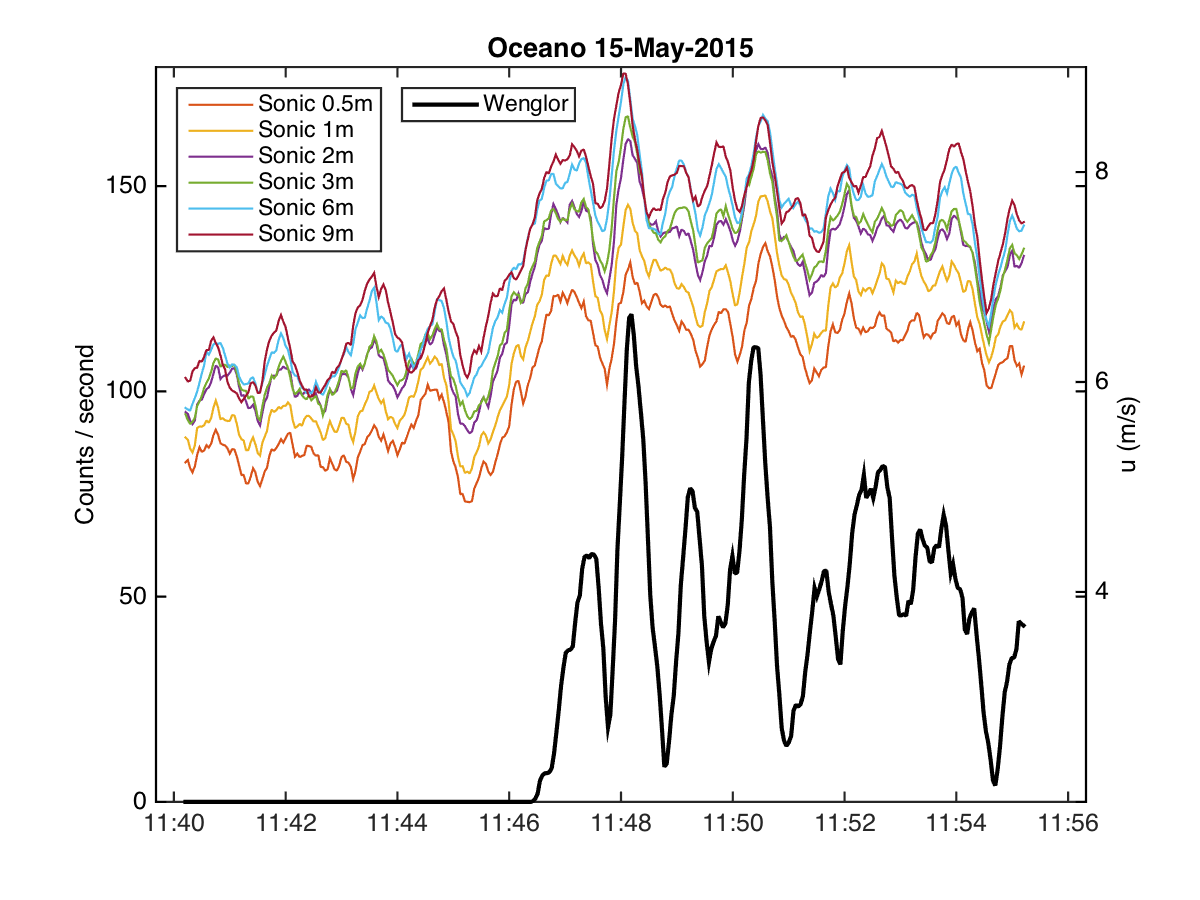 Oceano 15-May-2015
Sonic 0.5m
Sonic 1m
Sonic 2m
Sonic 3m
Sonic 6m
Sonic 9m
Wenglor
Counts / second
150
100
50
0
8
6
4
u (m/s)
11:40 11:42 11:44 11:46 11:48 11:50 11:52 11:54 11:56